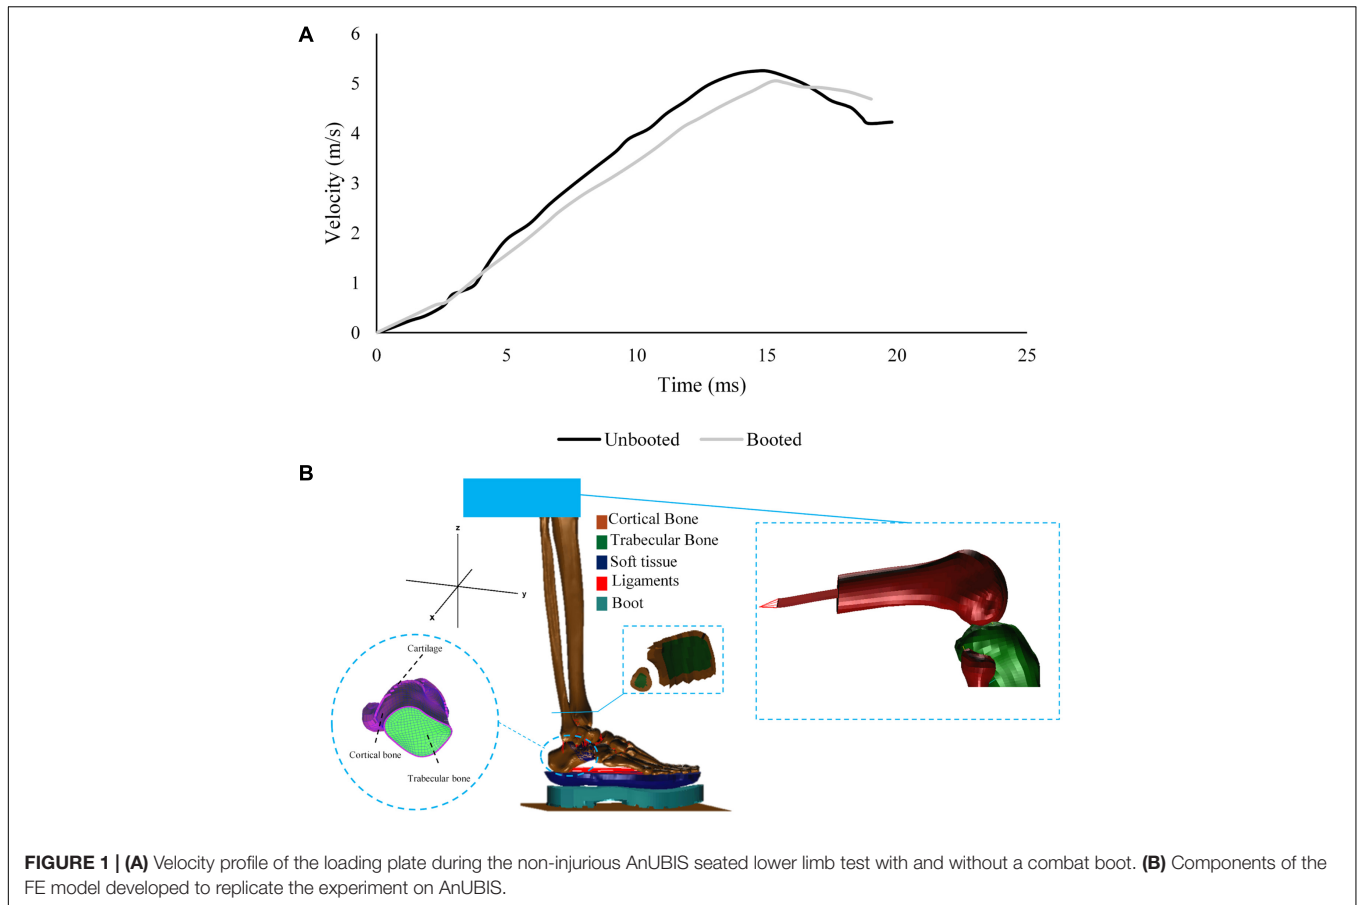 A
6
5
4
3
2
1
0
Velocity (m/s)
0 5 10 15 20 25
Time (ms)
Unbooted Booted
B
Cortical Bone
Trabecular Bone
Soft tissue
Ligaments
Boot
z
y
x
Cartilage
Cortical bone
Trabecular bone
FIGURE 1 | (A) Velocity profile of the loading plate during the non-injurious AnUBIS seated lower limb test with and without a combat boot. (B) Components of the
FE model developed to replicate the experiment on AnUBIS.